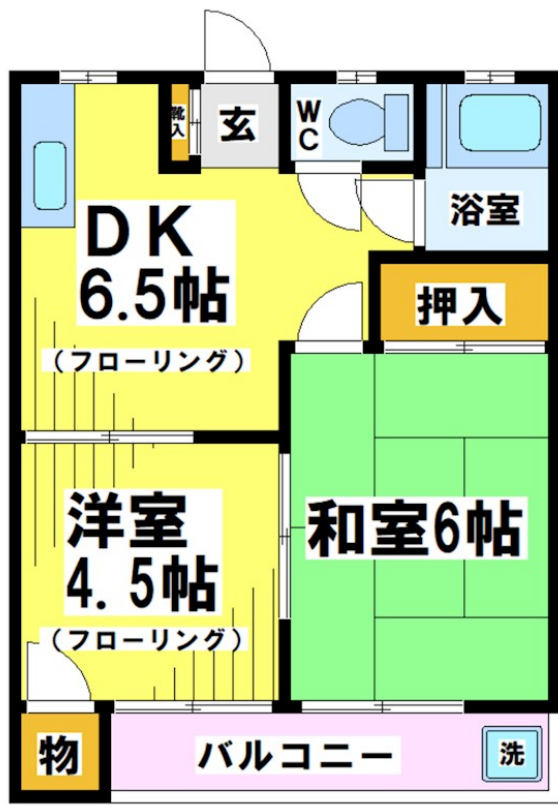 靴入
玄
WC
浴室
DK
6.5帖
(フローリング)
押入
洋室
4.5帖
(フローリング)
和室6帖
物
バルコニー
洗